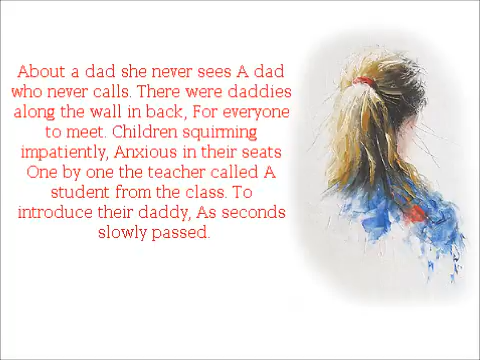 About a dad she never sees A dad
who never calls. There were daddies
along the wall in back, For everyone
to meet. Children squirming
impatiently, Anxious in their seats
One by one the teacher called A
student from the class. To
introduce their daddy, As seconds
slowly passed.